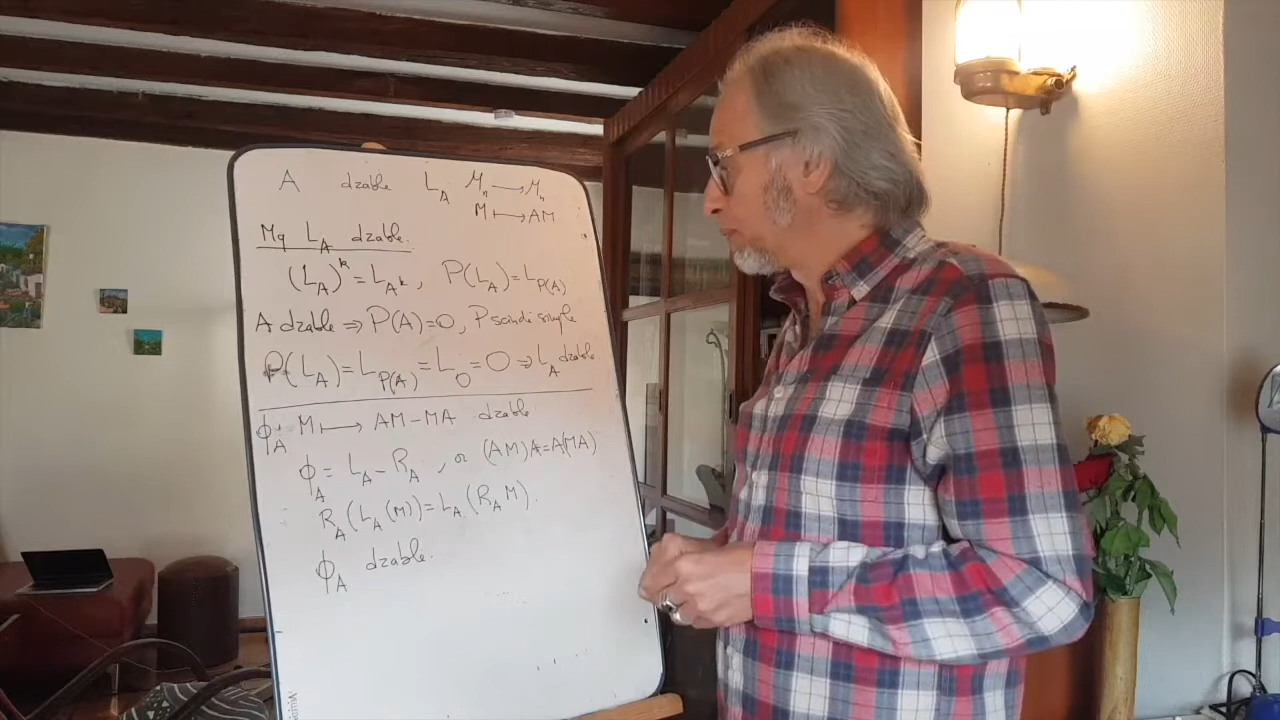 A dzable L_A M_n ⟶ M_n
M ⟼ AM
Mq L_A dzable.
(L_A)^k = L_{A^k}, P(L_A) = L_{P(A)}
A dzable ⇒ P(A)=0, P scindé simple
P(L_A) = L_{P(A)} = L_0 = 0 ⇒ L_A dzable
ϕ_A: M ⟼ AM - MA dzable
ϕ_A = L_A - R_A, or (AM)A = A(MA)
R_A(L_A(M)) = L_A(R_A M).
ϕ_A dzable.